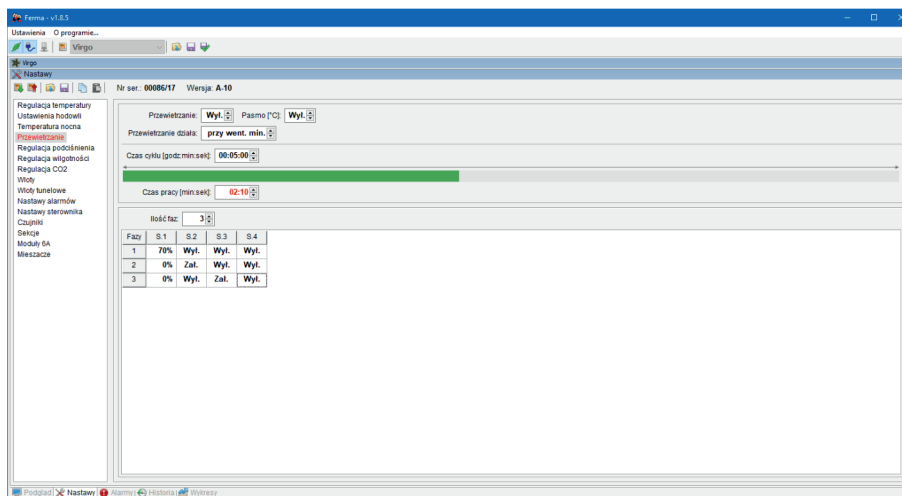 Ferma - v1.8.5
Ustawienia O programie...
Virgo
Virgo
Nastawy
Nr ser.: 00086/17 Wersja: A-10
Regulacja temperatury
Ustawienia hodowli
Temperatura nocna
Przewietrzanie
Regulacja podciśnienia
Regulacja wilgotności
Regulacja CO2
Wloty
Wloty tunelowe
Nastawy alarmów
Nastawy sterownika
Czujniki
Sekcje
Moduły 6A
Mieszacze
Przewietrzanie: Wył. Pasmo [°C]: Wył.
Przewietrzanie działa: przy went. min.
Czas cyklu [godz:min:sek]: 00:05:00
Czas pracy [min:sek]: 02:10
Ilość faz: 3
Fazy S.1 S.2 S.3 S.4
1 70% Wył. Wył. Wył.
2 0% Zał. Wył. Wył.
3 0% Wył. Zał. Wył.
Podgląd Nastawy Alarmy Historia Wykresy